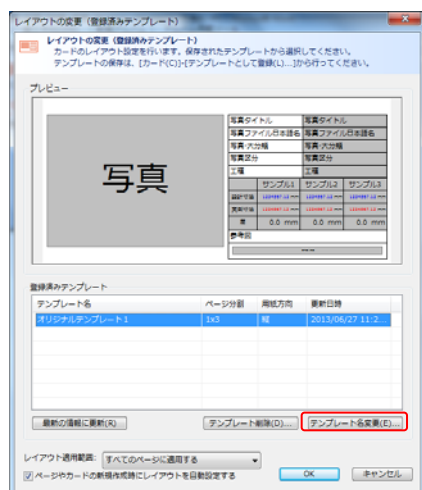 レイアウトの変更（登録済みテンプレート）
レイアウトの変更（登録済みテンプレート）
カードのレイアウト設定を行います。保存されたテンプレートから選択してください。
テンプレートの保存は、[カード(C)]-[テンプレートとして登録(L)...]から行ってください。
プレビュー
写真
写真タイトル 写真タイトル
写真ファイル日本語名 写真ファイル日本語名
写真-大分類 写真-大分類
写真区分 写真区分
工種 工種
サンプル1 サンプル2 サンプル3
設計寸法
実測寸法
差 0.0 mm 0.0 mm 0.0 mm
参考図
登録済みテンプレート
テンプレート名 ページ分割 用紙方向 更新日時
オリジナルテンプレート1 1x3 縦 2013/06/27 11:2...
最新の情報に更新(R) テンプレート削除(D)... テンプレート名変更(E)...
レイアウト適用範囲: すべてのページに適用する
ページやカードの新規作成時にレイアウトを自動設定する
OK キャンセル